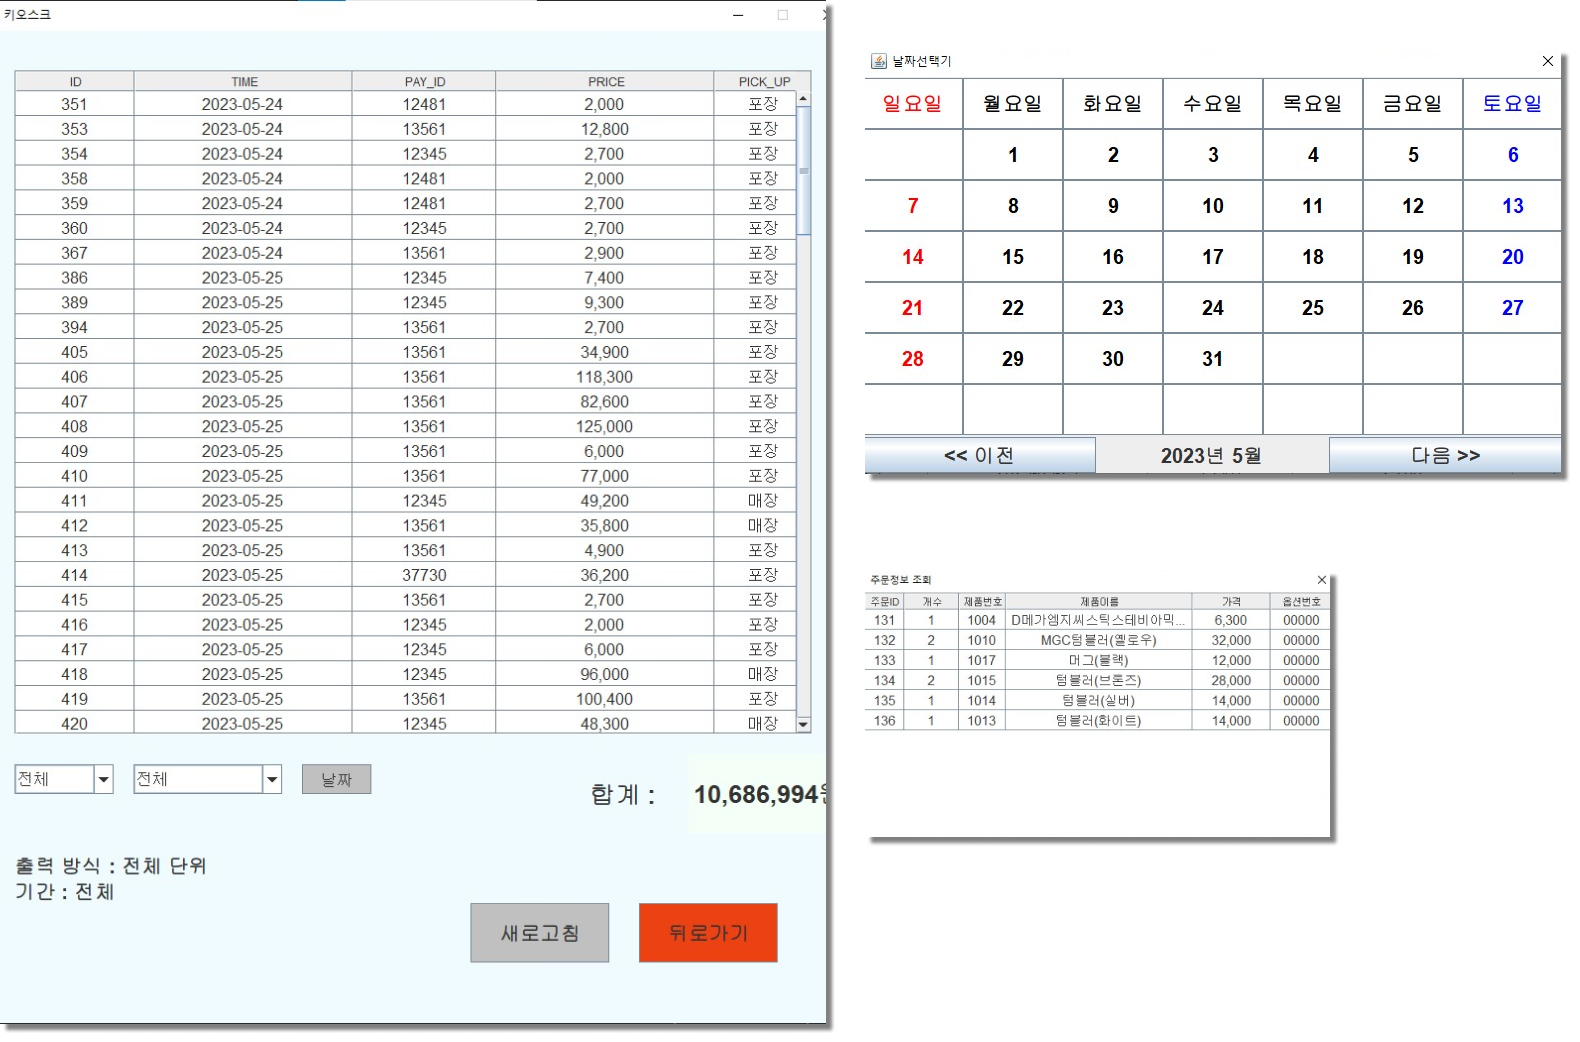 키오스크
ID TIME PAY_ID PRICE PICK_UP
351 2023-05-24 12481 2,000 포장
353 2023-05-24 13561 12,800 포장
354 2023-05-24 12345 2,700 포장
358 2023-05-24 12481 2,000 포장
359 2023-05-24 12481 2,700 포장
360 2023-05-24 12345 2,700 포장
367 2023-05-24 13561 2,900 포장
386 2023-05-25 12345 7,400 포장
389 2023-05-25 12345 9,300 포장
394 2023-05-25 13561 2,700 포장
405 2023-05-25 13561 34,900 포장
406 2023-05-25 13561 118,300 포장
407 2023-05-25 13561 82,600 포장
408 2023-05-25 13561 125,000 포장
409 2023-05-25 13561 6,000 포장
410 2023-05-25 13561 77,000 포장
411 2023-05-25 12345 49,200 매장
412 2023-05-25 13561 35,800 매장
413 2023-05-25 13561 4,900 포장
414 2023-05-25 37730 36,200 포장
415 2023-05-25 13561 2,700 포장
416 2023-05-25 12345 2,000 포장
417 2023-05-25 12345 6,000 포장
418 2023-05-25 12345 96,000 매장
419 2023-05-25 13561 100,400 포장
420 2023-05-25 12345 48,300 매장
전체 전체 날짜
합계 : 10,686,994원
출력 방식 : 전체 단위
기간 : 전체
새로고침 뒤로가기
날짜선택기
일요일 월요일 화요일 수요일 목요일 금요일 토요일
1 2 3 4 5 6
7 8 9 10 11 12 13
14 15 16 17 18 19 20
21 22 23 24 25 26 27
28 29 30 31
<< 이전 2023년 5월 다음 >>
주문정보 조회
주문ID 개수 제품번호 제품이름 가격 옵션번호
131 1 1004 D메가엠지씨스틱스테비아믹... 6,300 00000
132 2 1010 MGC텀블러(옐로우) 32,000 00000
133 1 1017 머그(블랙) 12,000 00000
134 2 1015 텀블러(브론즈) 28,000 00000
135 1 1014 텀블러(실버) 14,000 00000
136 1 1013 텀블러(화이트) 14,000 00000